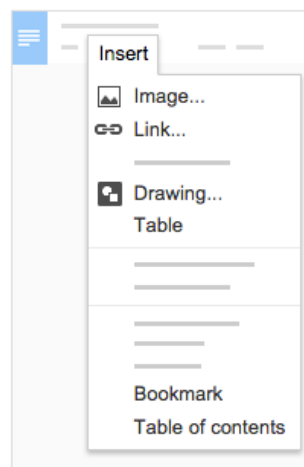 Insert
Image...
Link...
Drawing...
Table
Bookmark
Table of contents